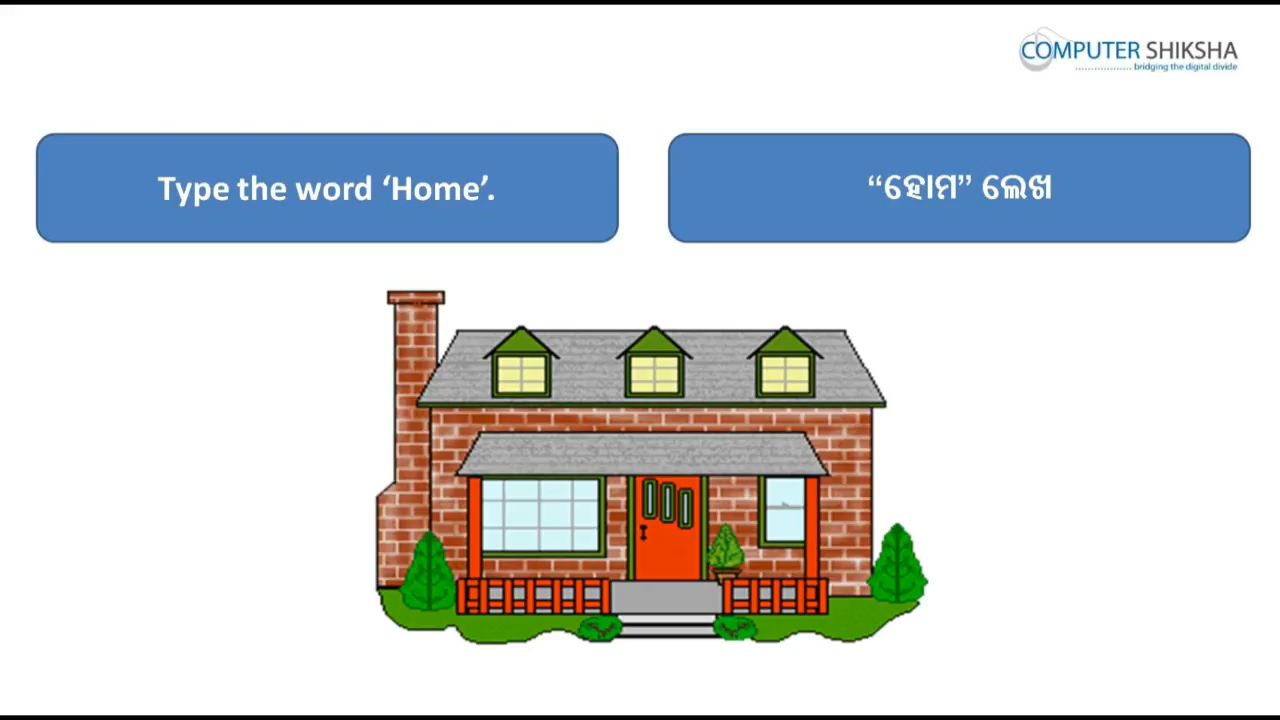 COMPUTER SHIKSHA
bridging the digital divide
Type the word ‘Home’.
“ହୋମ” ଲେଖ